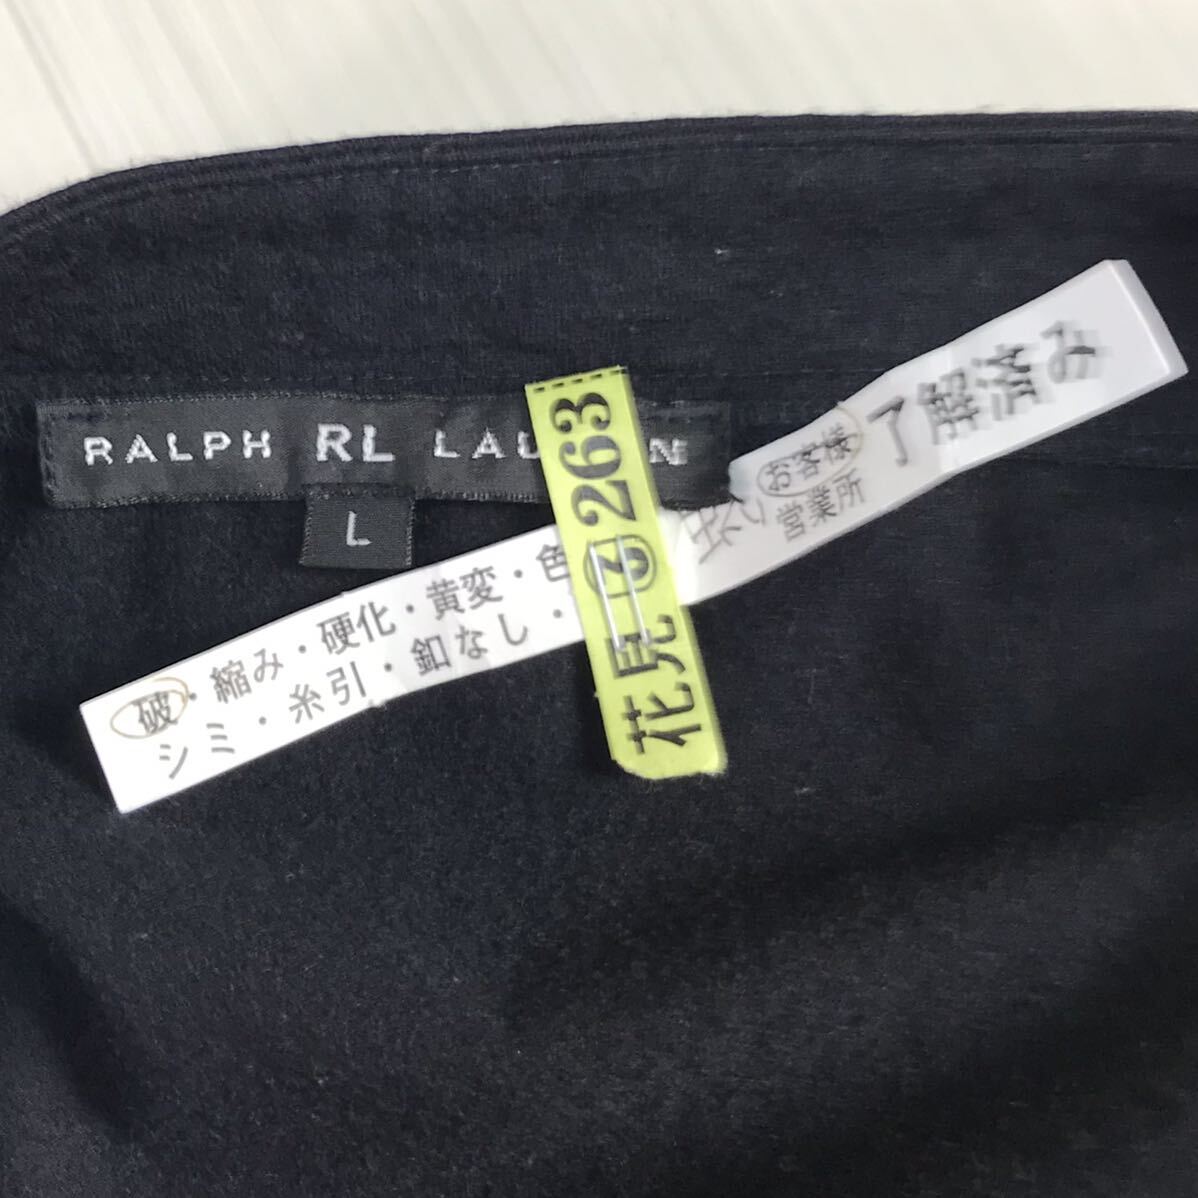 RALPH RL LAU N
L
破・縮み・硬化・黄変・色
シミ・糸引・釦なし・
花見 263
お客様
営業所
了解済み